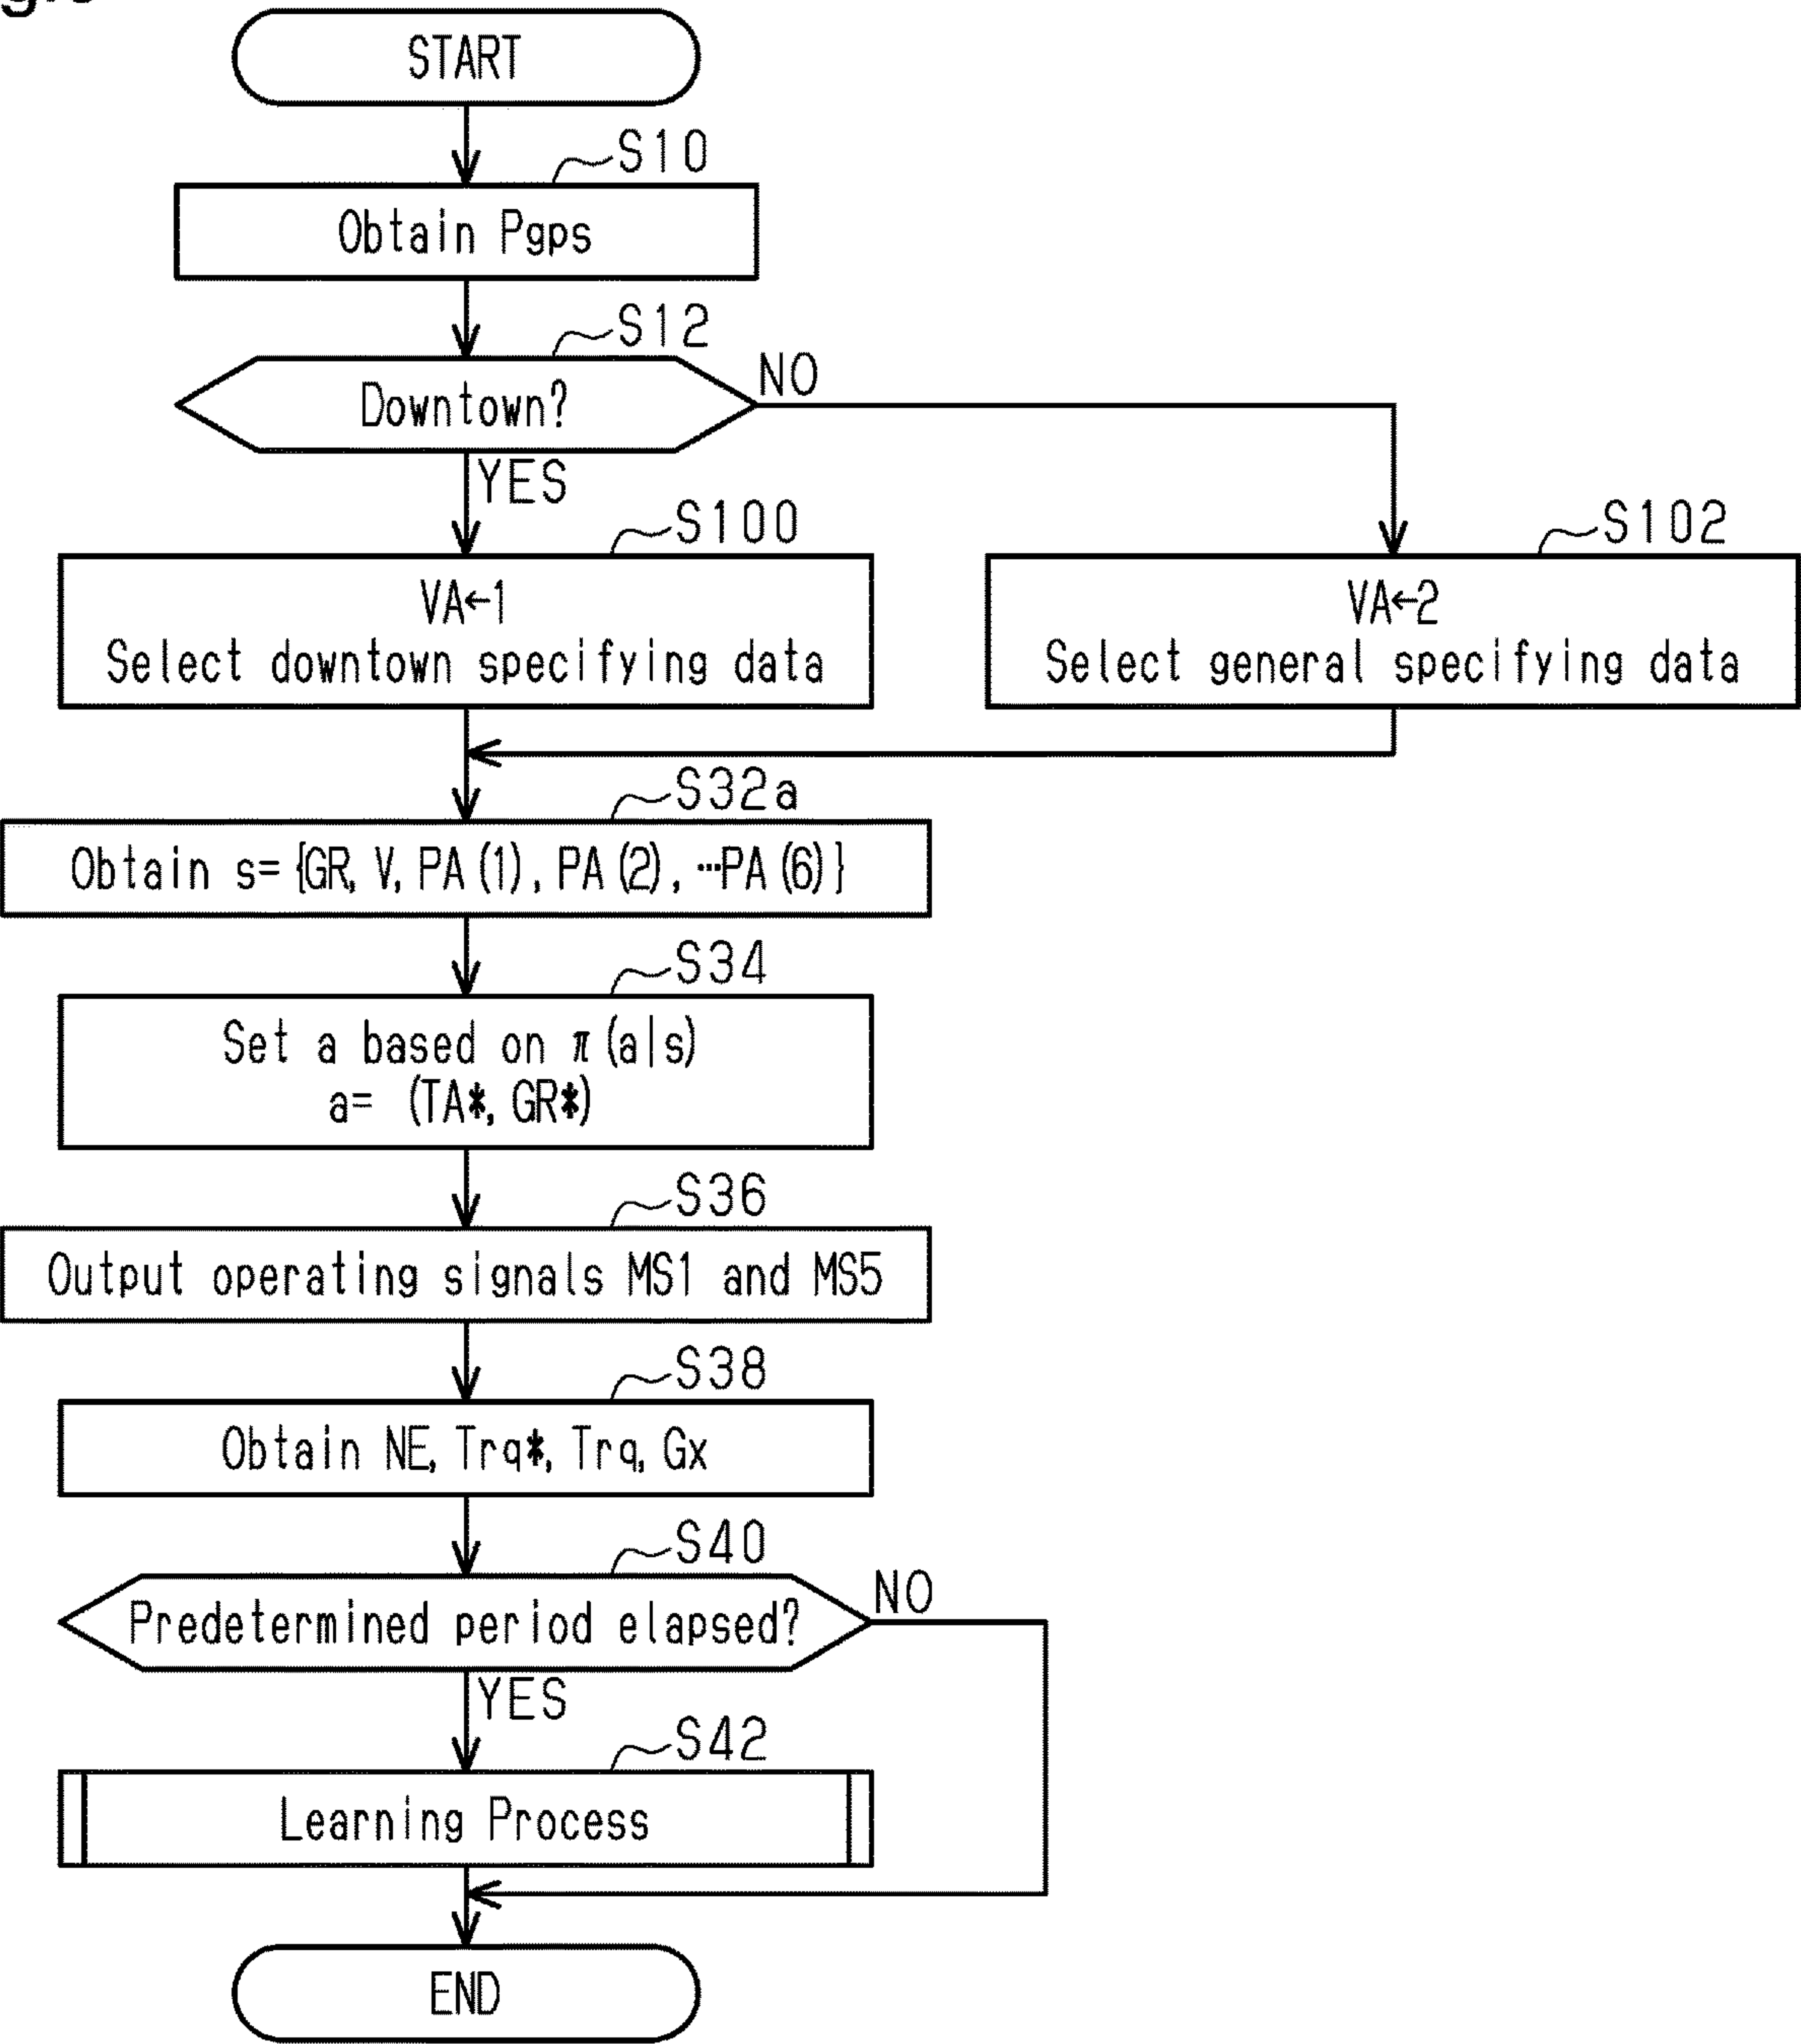 START
S10
Obtain Pgps
S12
Downtown?
NO
YES
S100
VA←1
Select downtown specifying data
S102
VA←2
Select general specifying data
S32a
Obtain s= {GR, V, PA (1), PA (2), ···PA (6)}
S34
Set a based on π (a|s)
a= (TA*, GR*)
S36
Output operating signals MS1 and MS5
S38
Obtain NE, Trq*, Trq, Gx
S40
Predetermined period elapsed?
NO
YES
S42
Learning Process
END